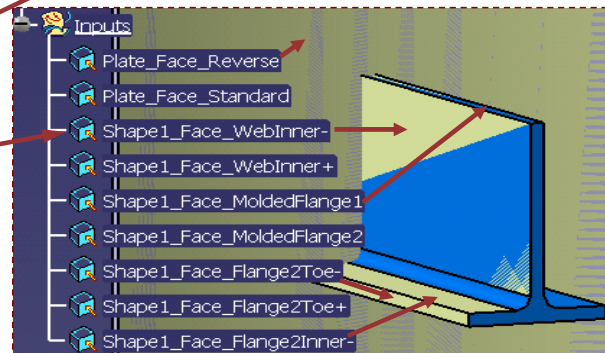 Inputs
Plate_Face_Reverse
Plate_Face_Standard
Shape1_Face_WebInner-
Shape1_Face_WebInner+
Shape1_Face_MoldedFlange1
Shape1_Face_MoldedFlange2
Shape1_Face_Flange2Toe-
Shape1_Face_Flange2Toe+
Shape1_Face_Flange2Inner-